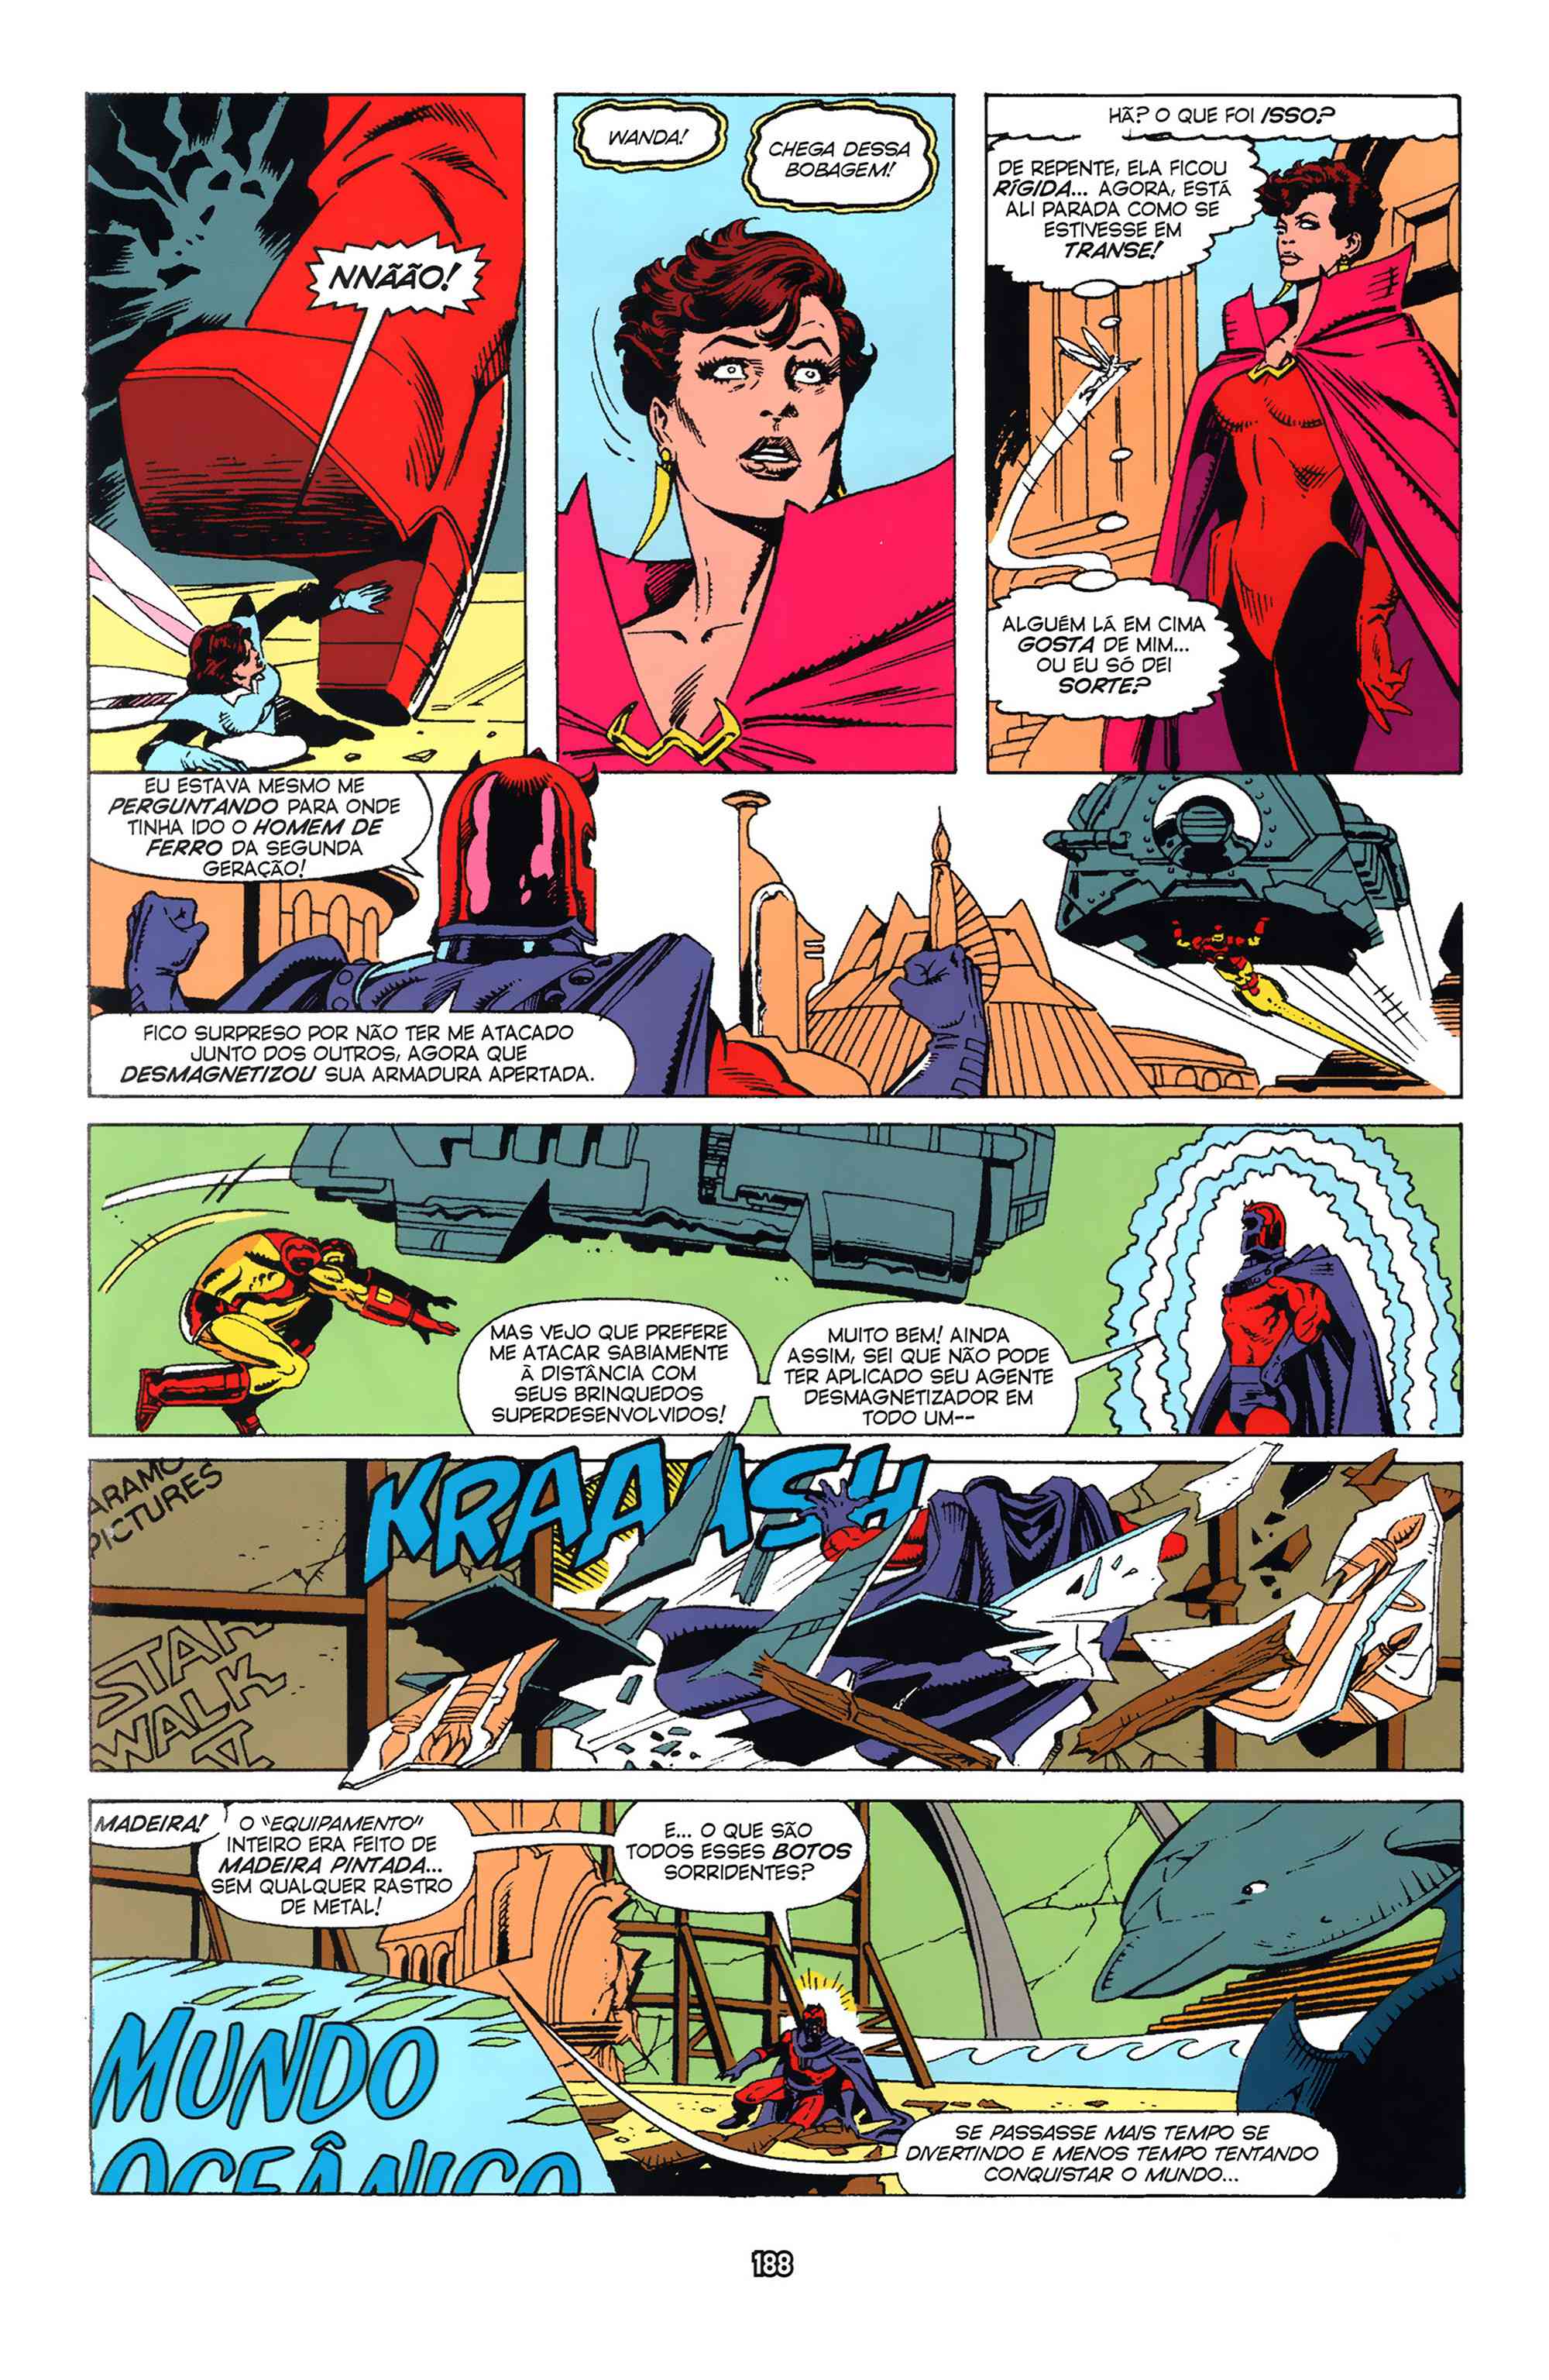 NNÃÃO!
WANDA!
CHEGA DESSA
BOBAGEM!
HÃ? O QUE FOI ISSO?
DE REPENTE, ELA FICOU
RÍGIDA... AGORA, ESTÁ
ALI PARADA COMO SE
ESTIVESSE EM
TRANSE!
ALGUÉM LÁ EM CIMA
GOSTA DE MIM...
OU EU SÓ DEI
SORTE?
EU ESTAVA MESMO ME
PERGUNTANDO PARA ONDE
TINHA IDO O HOMEM DE
FERRO DA SEGUNDA
GERAÇÃO!
FICO SURPRESO POR NÃO TER ME ATACADO
JUNTO DOS OUTROS, AGORA QUE
DESMAGNETIZOU SUA ARMADURA APERTADA.
MAS VEJO QUE PREFERE
ME ATACAR SABIAMENTE
À DISTÂNCIA COM
SEUS BRINQUEDOS
SUPERDESENVOLVIDOS!
MUITO BEM! AINDA
ASSIM, SEI QUE NÃO PODE
TER APLICADO SEU AGENTE
DESMAGNETIZADOR EM
TODO UM--
ARAMO
PICTURES
KRAAAASH
STAR
WALK
V
MADEIRA!
O "EQUIPAMENTO"
INTEIRO ERA FEITO DE
MADEIRA PINTADA...
SEM QUALQUER RASTRO
DE METAL!
E... O QUE SÃO
TODOS ESSES BOTOS
SORRIDENTES?
MUNDO
OCEÂNICO
SE PASSASSE MAIS TEMPO SE
DIVERTINDO E MENOS TEMPO TENTANDO
CONQUISTAR O MUNDO...
188